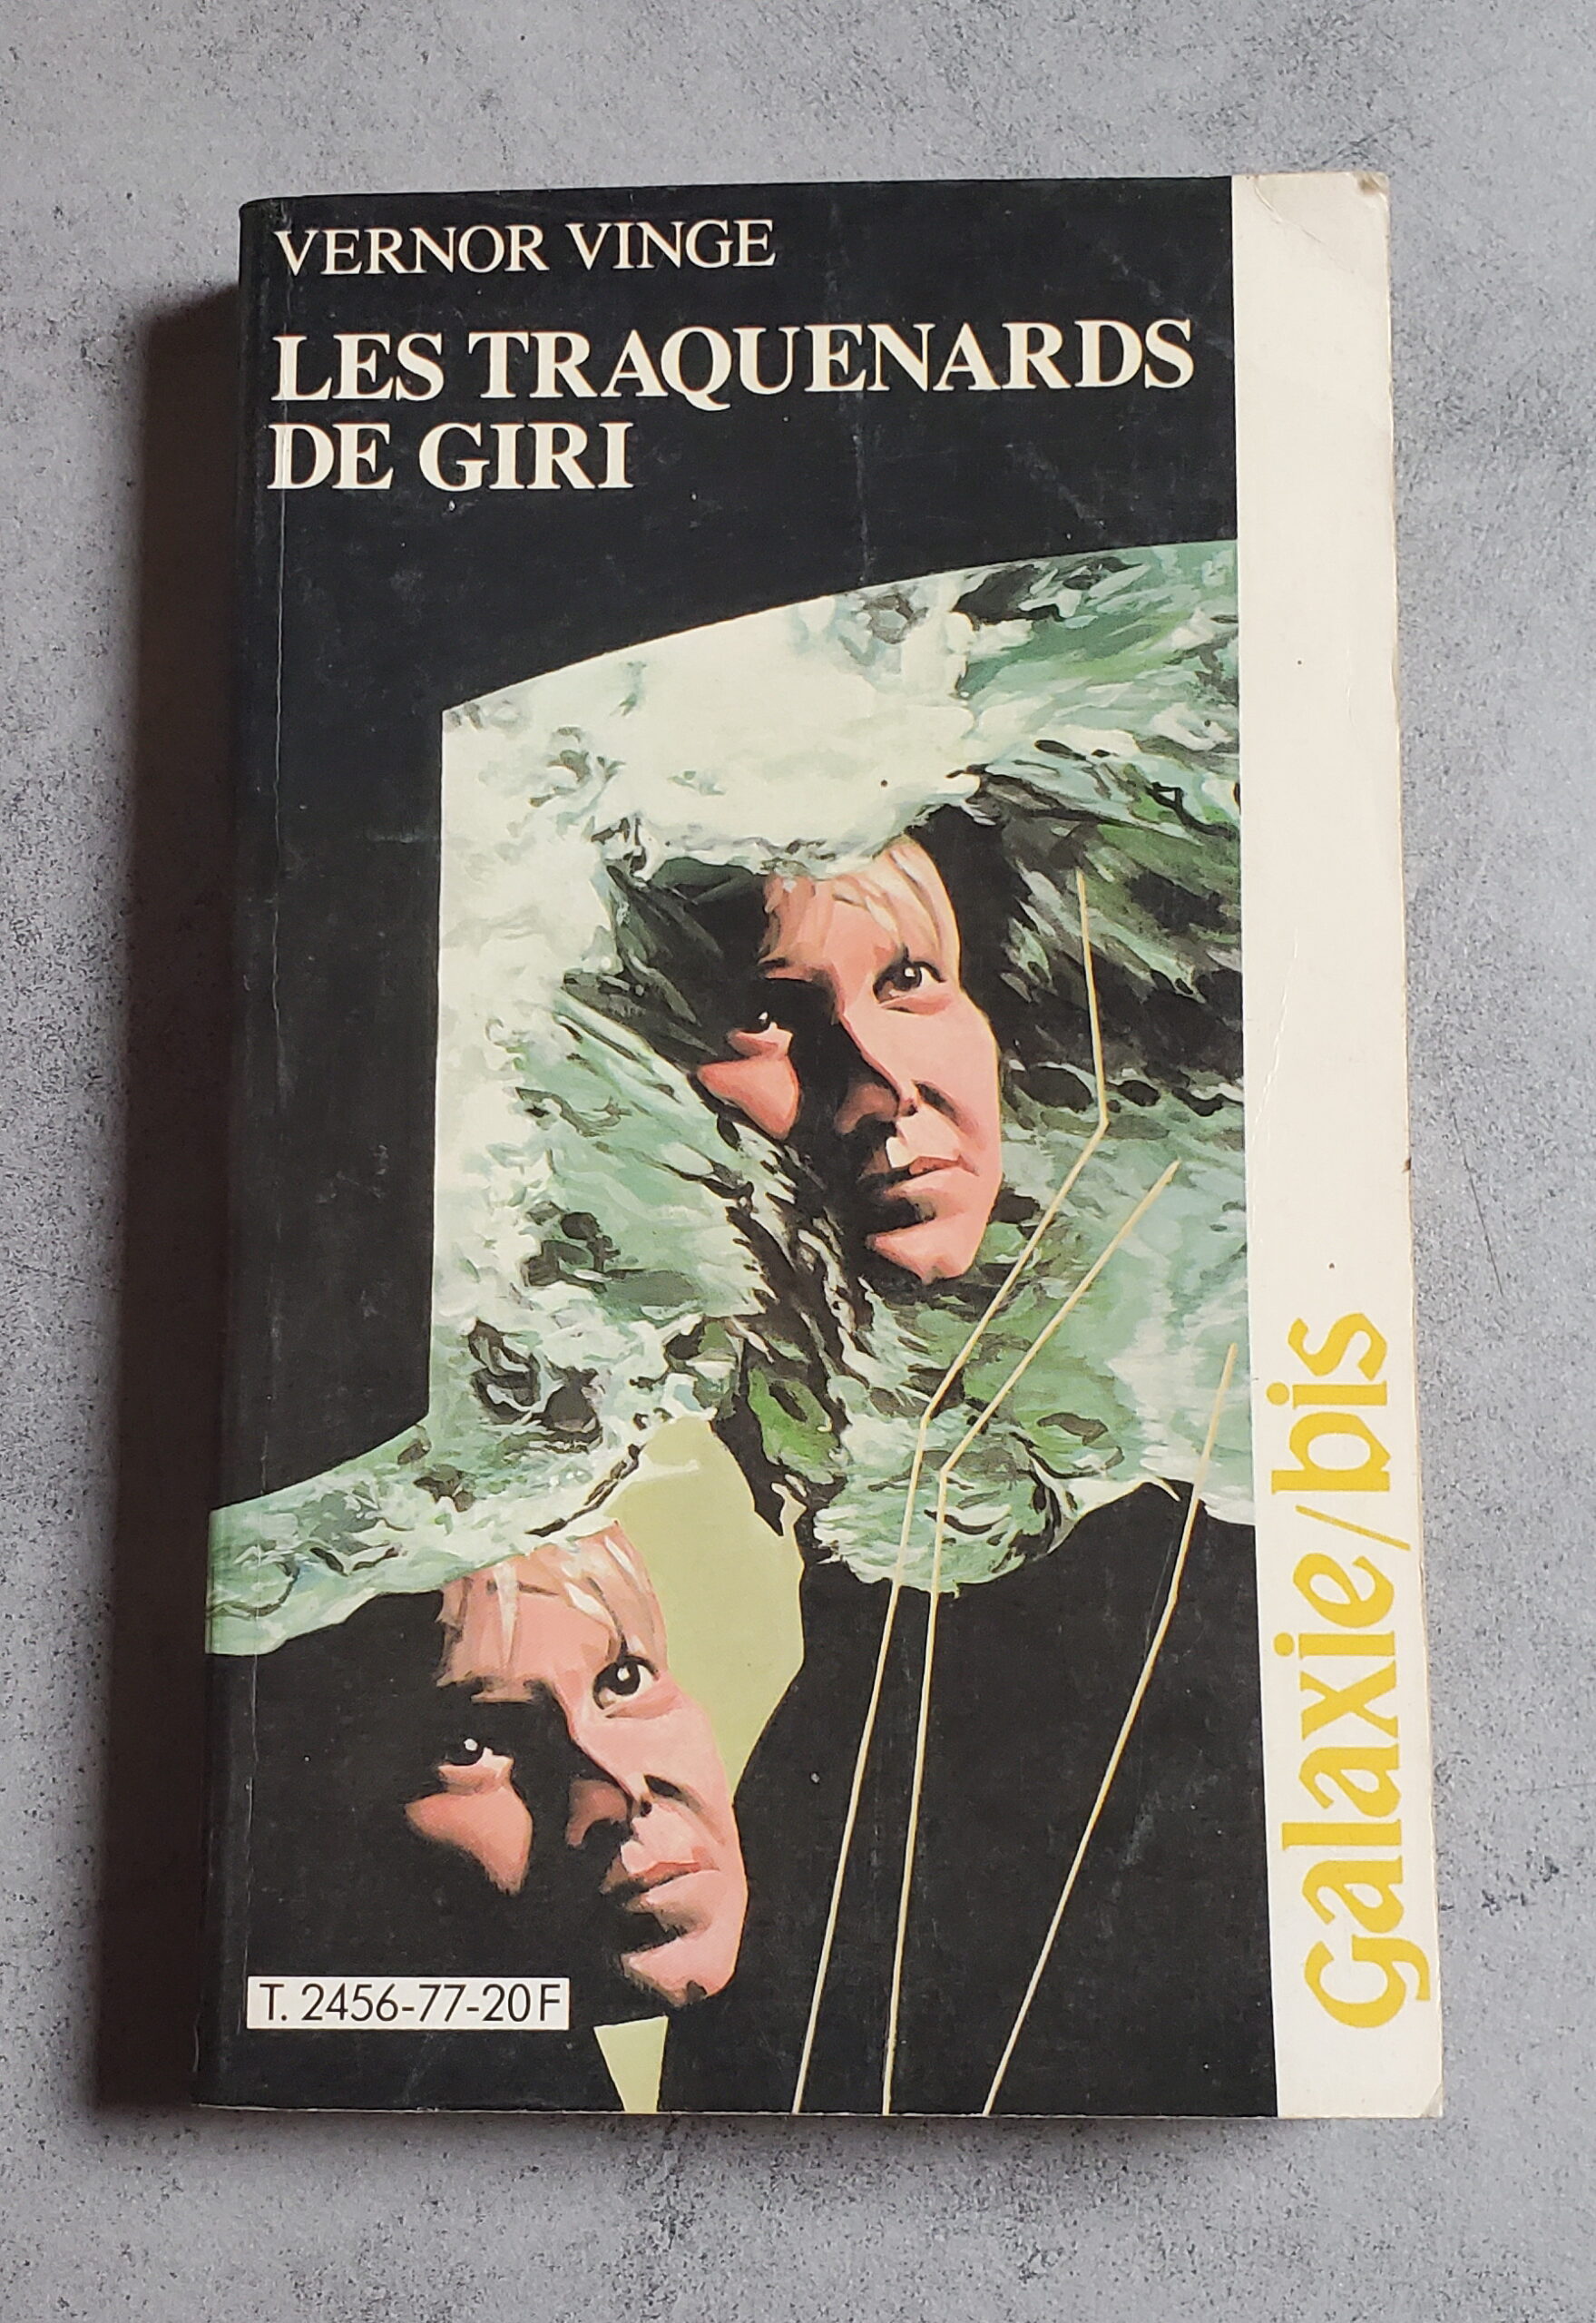 VERNOR VINGE
LES TRAQUENARDS
DE GIRI
T. 2456-77-20F
Galaxie/bis